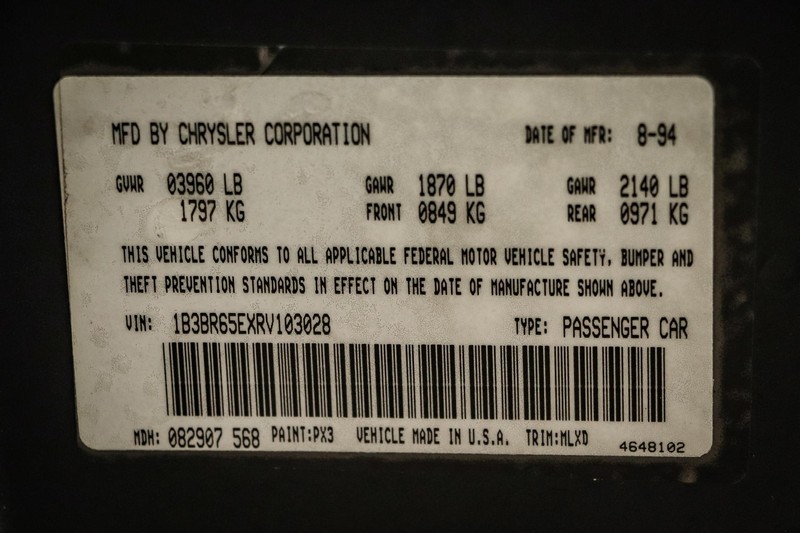 MFD BY CHRYSLER CORPORATION DATE OF MFR: 8-94
GVWR 03960 LB GAWR 1870 LB GAWR 2140 LB
1797 KG FRONT 0849 KG REAR 0971 KG
THIS VEHICLE CONFORMS TO ALL APPLICABLE FEDERAL MOTOR VEHICLE SAFETY, BUMPER AND
THEFT PREVENTION STANDARDS IN EFFECT ON THE DATE OF MANUFACTURE SHOWN ABOVE.
VIN: 1B3BR65EXRV103028 TYPE: PASSENGER CAR
MDH: 082907 568 PAINT:PX3 VEHICLE MADE IN U.S.A. TRIM:MLXD 4648102